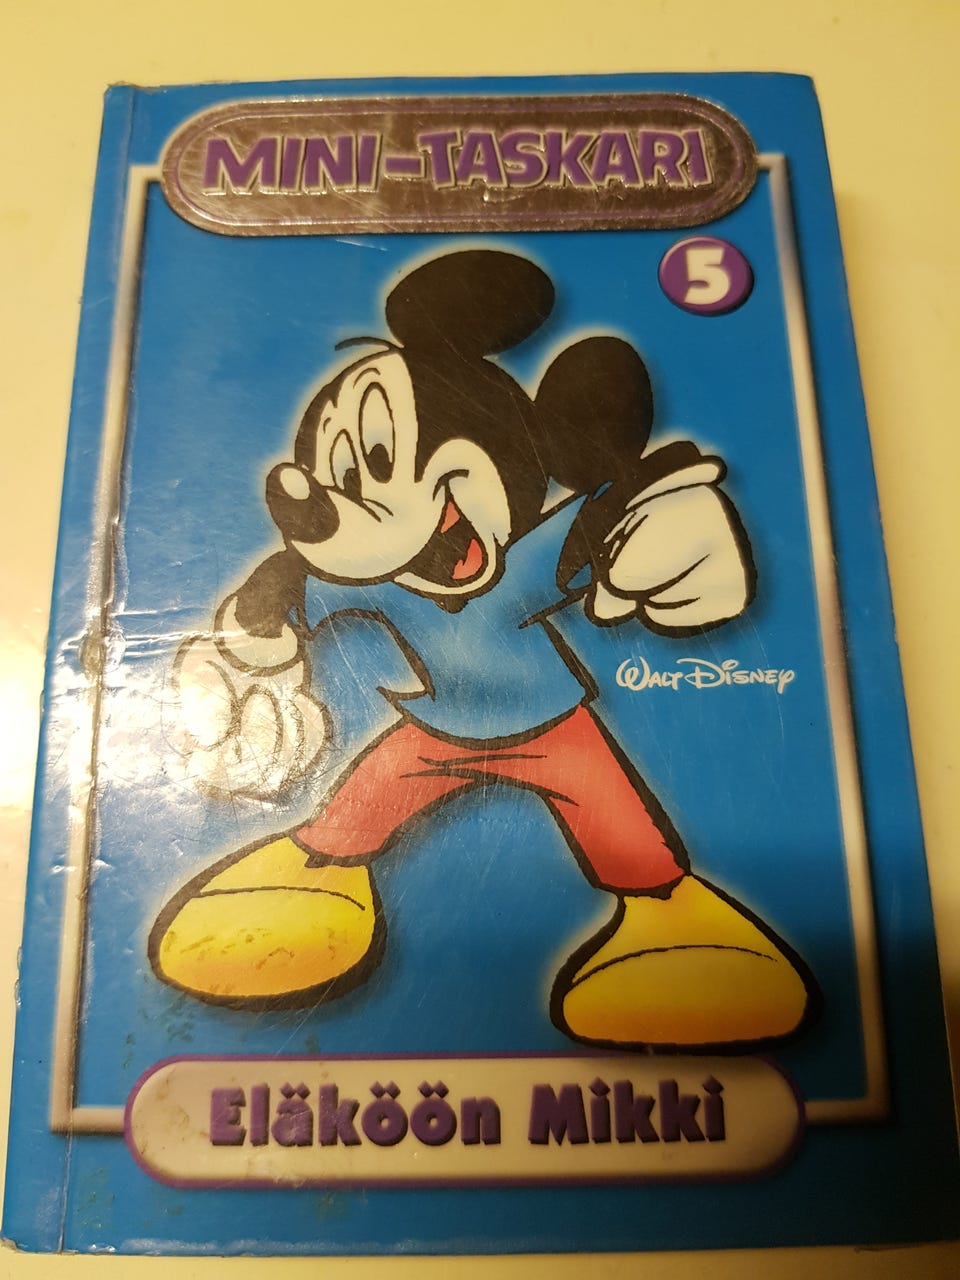 MINI-TASKARI
5
WALT DISNEY
Eläköön Mikki